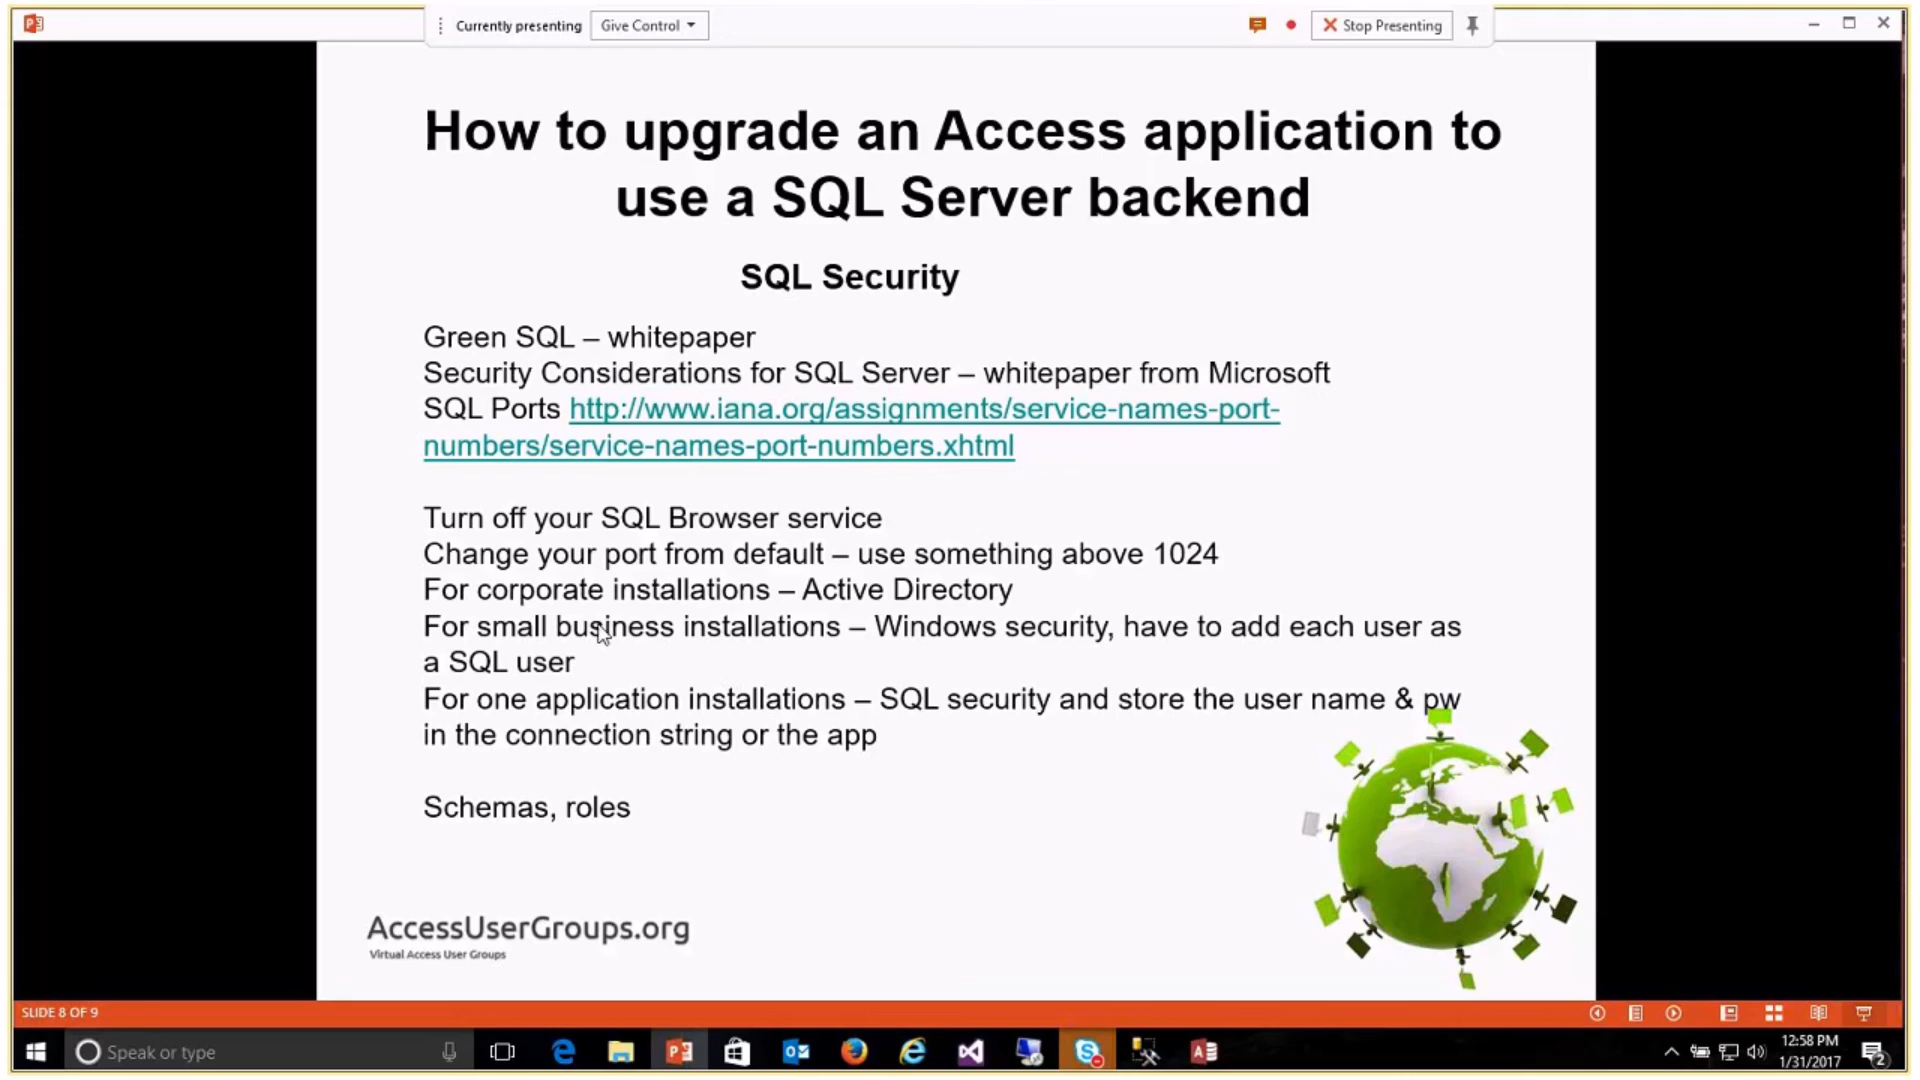 Currently presenting
Give Control
Stop Presenting
How to upgrade an Access application to
use a SQL Server backend
SQL Security
Green SQL – whitepaper
Security Considerations for SQL Server – whitepaper from Microsoft
SQL Ports http://www.iana.org/assignments/service-names-port-
numbers/service-names-port-numbers.xhtml
Turn off your SQL Browser service
Change your port from default – use something above 1024
For corporate installations – Active Directory
For small business installations – Windows security, have to add each user as
a SQL user
For one application installations – SQL security and store the user name & pw
in the connection string or the app
Schemas, roles
AccessUserGroups.org
Virtual Access User Groups
SLIDE 8 OF 9
Speak or type
12:58 PM
1/31/2017
2